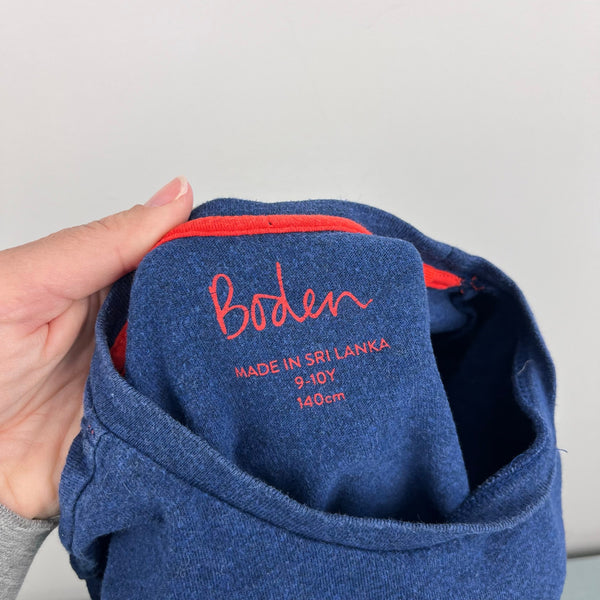 Boden
MADE IN SRI LANKA
9-10Y
140cm